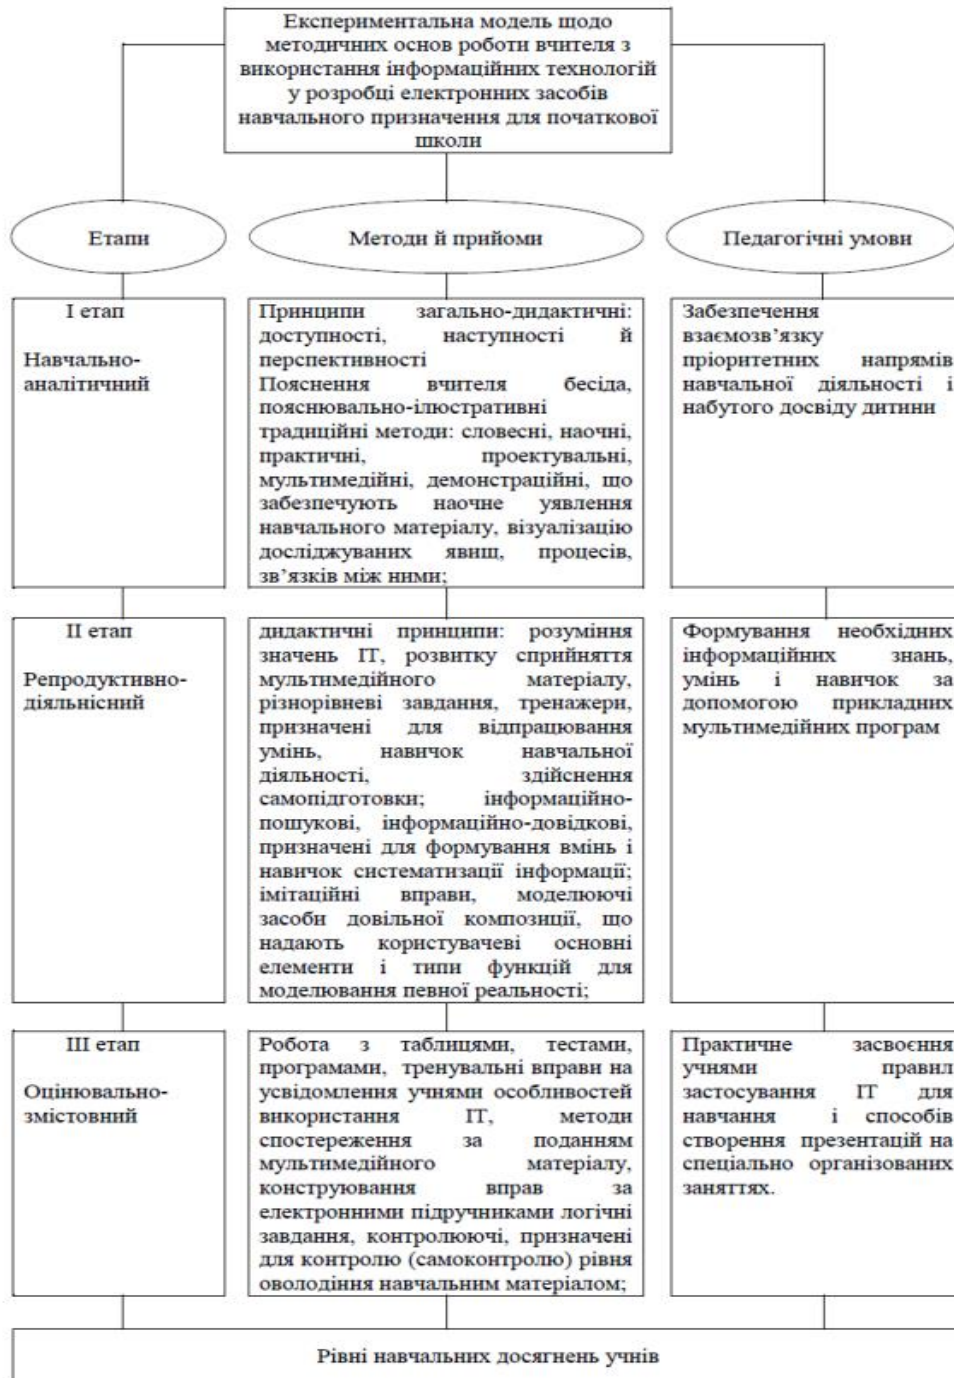 Експериментальна модель щодо
методичних основ роботи вчителя з
використання інформаційних технологій
у розробці електронних засобів
навчального призначення для початкової
школи
Етапи
Методи й прийоми
Педагогічні умови
І етап
Навчально-
аналітичний
Принципи загально-дидактичні:
доступності, наступності й
перспективності
Пояснення вчителя бесіда,
пояснювально-ілюстративні
традиційні методи: словесні, наочні,
практичні, проектувальні,
мультимедійні, демонстраційні, що
забезпечують наочне уявлення
навчального матеріалу, візуалізацію
досліджуваних явищ, процесів,
зв’язків між ними;
Забезпечення
взаємозв’язку
пріоритетних напрямів
навчальної діяльності і
набутого досвіду дитини
ІІ етап
Репродуктивно-
діяльнісний
дидактичні принципи: розуміння
значень ІТ, розвитку сприйняття
мультимедійного матеріалу,
різнорівневі завдання, тренажери,
призначені для відпрацювання
умінь, навичок навчальної
діяльності, здійснення
самопідготовки; інформаційно-
пошукові, інформаційно-довідкові,
призначені для формування вмінь і
навичок систематизації інформації;
імітаційні вправи, моделюючі
засоби довільної композиції, що
надають користувачеві основні
елементи і типи функцій для
моделювання певної реальності;
Формування необхідних
інформаційних знань,
умінь і навичок за
допомогою прикладних
мультимедійних програм
ІІІ етап
Оцінювально-
змістовний
Робота з таблицями, тестами,
програмами, тренувальні вправи на
усвідомлення учнями особливостей
використання ІТ, методи
спостереження за поданням
мультимедійного матеріалу,
конструювання вправ за
електронними підручниками логічні
завдання, контролюючі, призначені
для контролю (самоконтролю) рівня
оволодіння навчальним матеріалом;
Практичне засвоєння
учнями правил
застосування ІТ для
навчання і способів
створення презентацій на
спеціально організованих
заняттях.
Рівні навчальних досягнень учнів